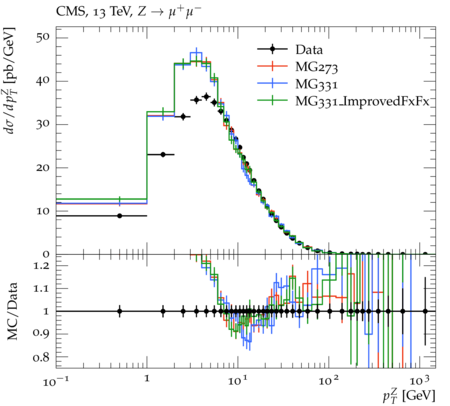 CMS, 13 TeV, Z → μ⁺μ⁻
dσ/dp_T^Z [pb/GeV]
50
40
30
20
10
0
Data
MG273
MG331
MG331_ImprovedFxFx
MC/Data
1.2
1.1
1
0.9
0.8
10⁻¹ 1 10¹ 10² 10³
p_T^Z [GeV]